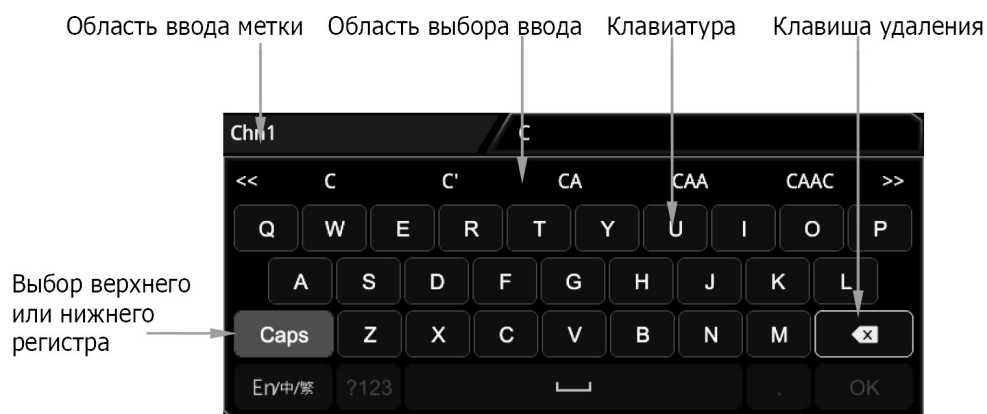 Область ввода метки Область выбора ввода Клавиатура Клавиша удаления
Chn1 C
<< C C' CA CAA CAAC >>
Q W E R T Y U I O P
A S D F G H J K L
Выбор верхнего
или нижнего
регистра
Caps Z X C V B N M x
En/中/繁 ?123 . OK